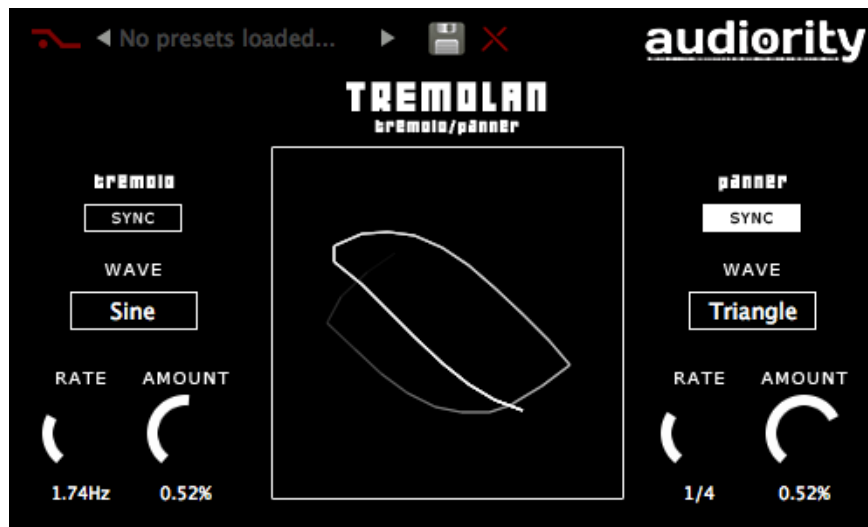 No presets loaded...
audiority
TREMOLAN
tremolo/panner
tremolo
SYNC
WAVE
Sine
RATE AMOUNT
1.74Hz 0.52%
panner
SYNC
WAVE
Triangle
RATE AMOUNT
1/4 0.52%